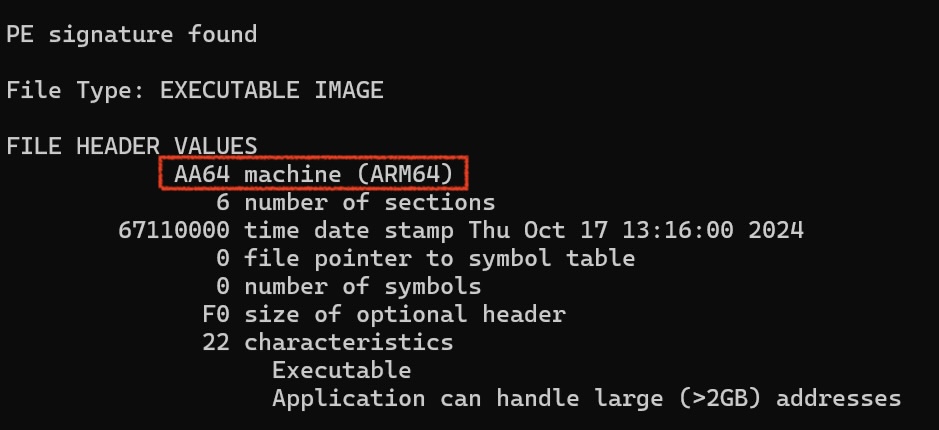 PE signature found
File Type: EXECUTABLE IMAGE
FILE HEADER VALUES
AA64 machine (ARM64)
6 number of sections
67110000 time date stamp Thu Oct 17 13:16:00 2024
0 file pointer to symbol table
0 number of symbols
F0 size of optional header
22 characteristics
Executable
Application can handle large (>2GB) addresses